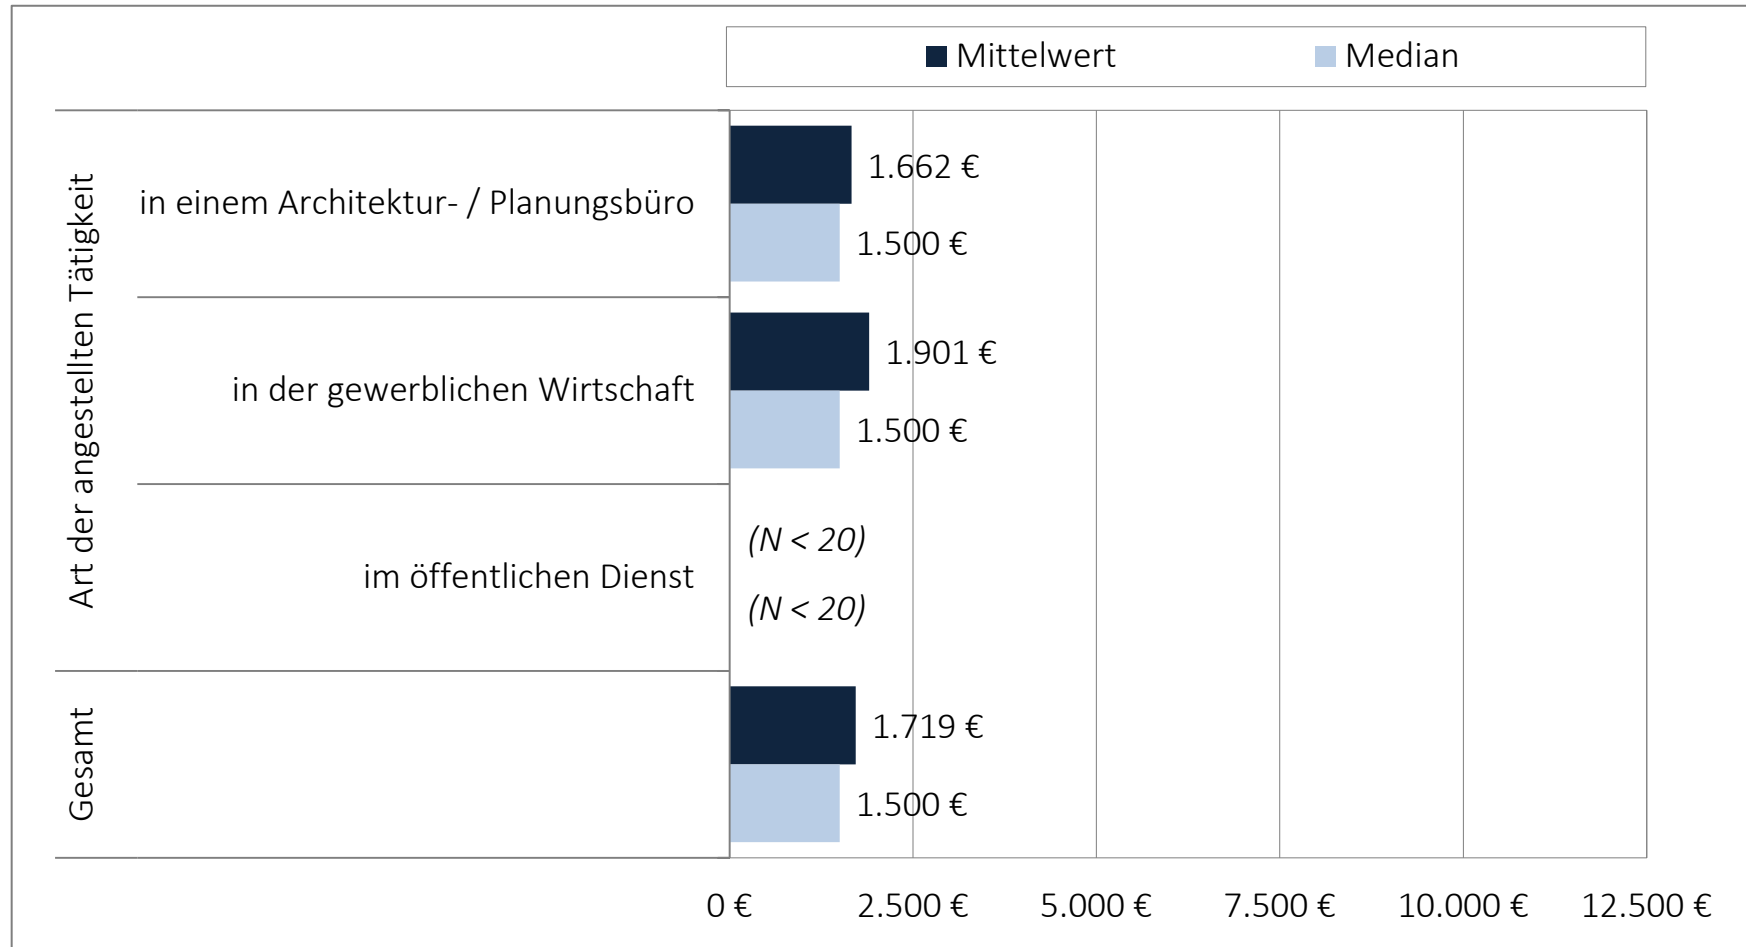 Mittelwert
Median
Art der angestellten Tätigkeit
in einem Architektur- / Planungsbüro
1.662 €
1.500 €
in der gewerblichen Wirtschaft
1.901 €
1.500 €
im öffentlichen Dienst
(N < 20)
(N < 20)
Gesamt
1.719 €
1.500 €
0 €
2.500 €
5.000 €
7.500 €
10.000 €
12.500 €